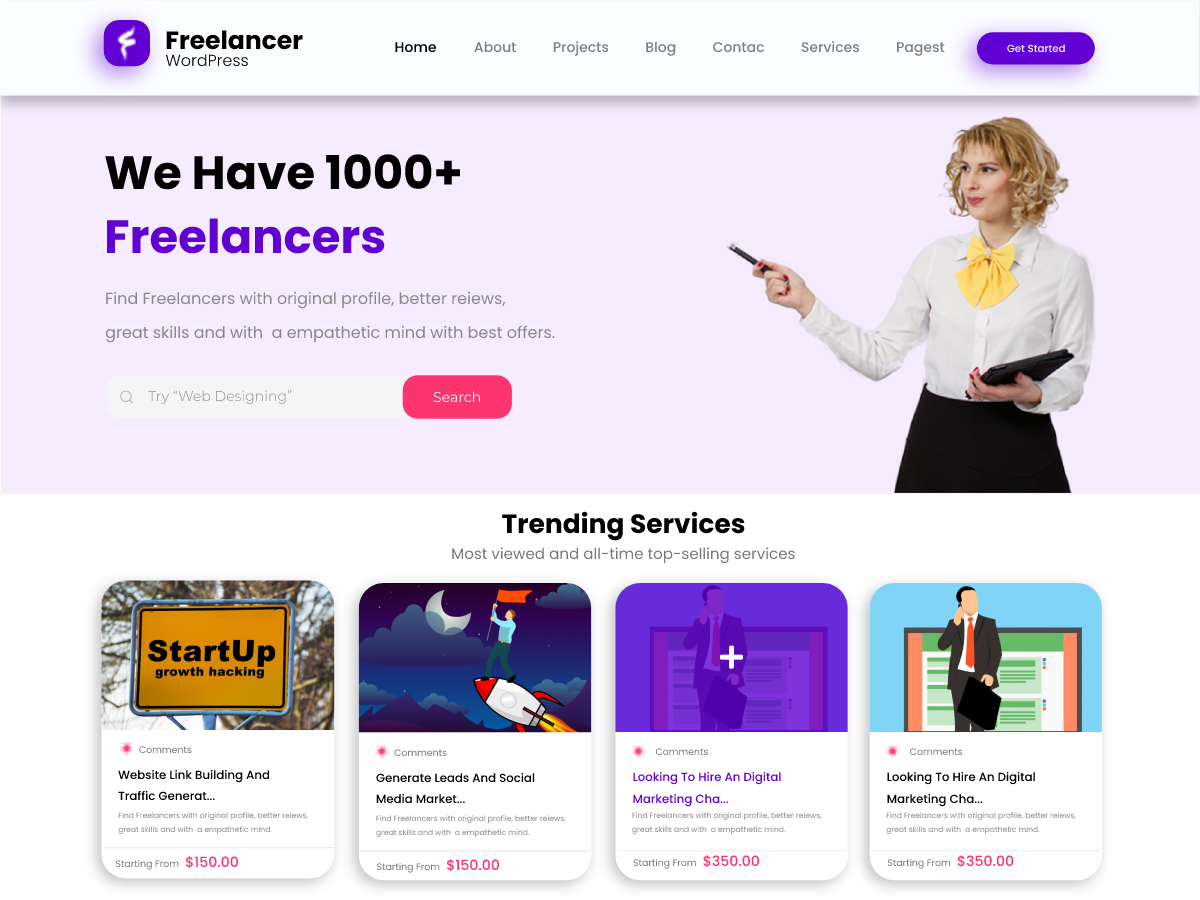 Freelancer
WordPress
Home About Projects Blog Contac Services Pagest Get Started
We Have 1000+
Freelancers
Find Freelancers with original profile, better reiews,
great skills and with a empathetic mind with best offers.
Try “Web Designing” Search
Trending Services
Most viewed and all-time top-selling services
StartUp
growth hacking
Comments
Website Link Building And
Traffic Generat...
Find Freelancers with original profile, better reiews,
great skills and with a empathetic mind.
Starting From $150.00
Comments
Generate Leads And Social
Media Market...
Find Freelancers with original profile, better reiews,
great skills and with a empathetic mind.
Starting From $150.00
Comments
Looking To Hire An Digital
Marketing Cha...
Find Freelancers with original profile, better reiews,
great skills and with a empathetic mind.
Starting From $350.00
Comments
Looking To Hire An Digital
Marketing Cha...
Find Freelancers with original profile, better reiews,
great skills and with a empathetic mind.
Starting From $350.00